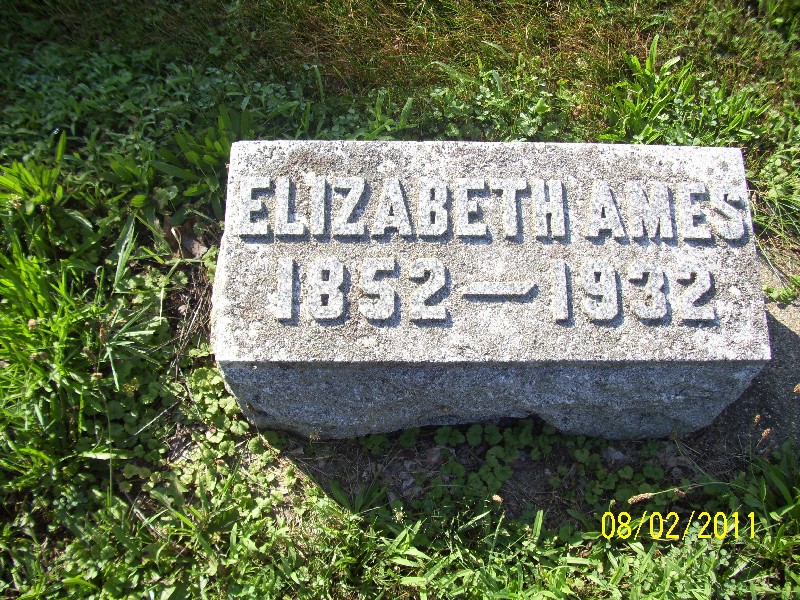 ELIZABETH AMES
1852 — 1932
08/02/2011